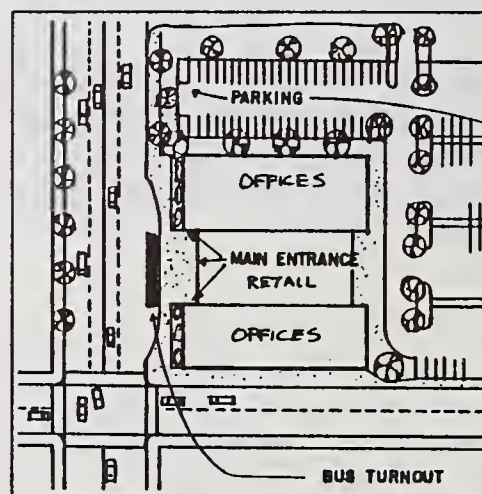 PARKING
OFFICES
MAIN ENTRANCE
RETAIL
OFFICES
BUS TURNOUT